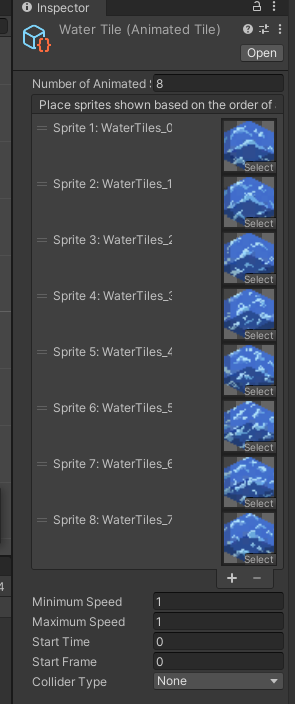 Inspector
Water Tile (Animated Tile)
Open
Number of Animated S 8
Place sprites shown based on the order of
Sprite 1: WaterTiles_0
Select
Sprite 2: WaterTiles_1
Select
Sprite 3: WaterTiles_2
Select
Sprite 4: WaterTiles_3
Select
Sprite 5: WaterTiles_4
Select
Sprite 6: WaterTiles_5
Select
Sprite 7: WaterTiles_6
Select
Sprite 8: WaterTiles_7
Select
+ −
Minimum Speed 1
Maximum Speed 1
Start Time 0
Start Frame 0
Collider Type None
4